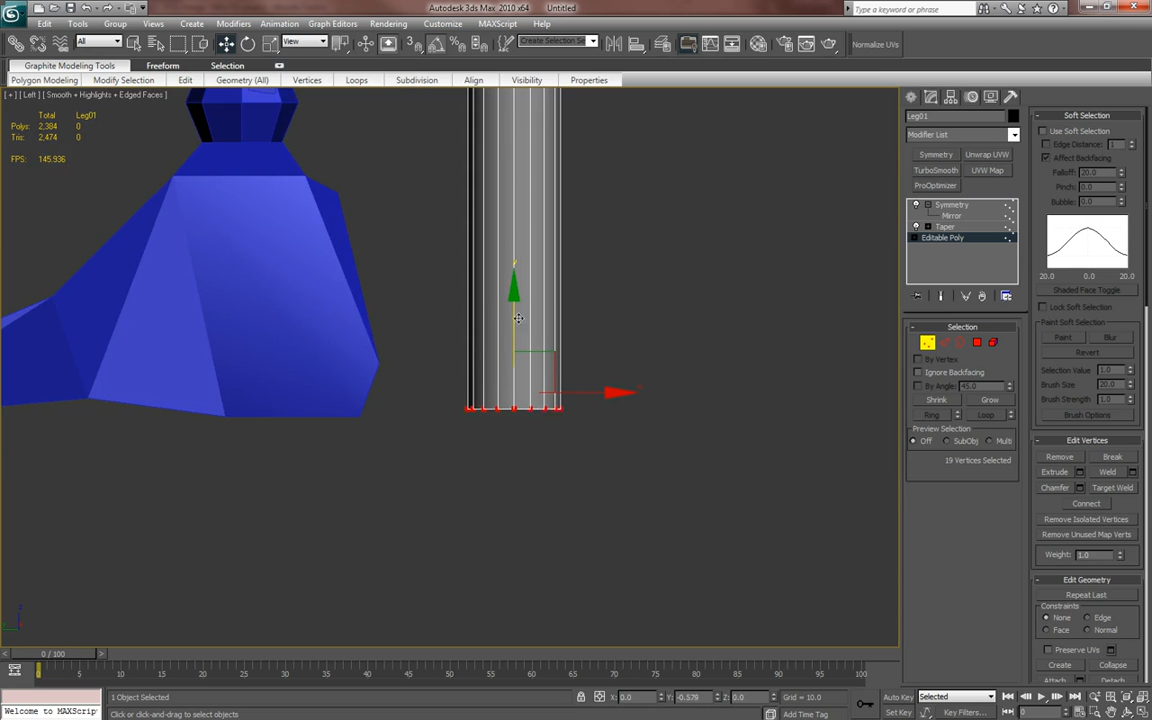 Autodesk 3ds Max 2010 x64 Untitled
Type a keyword or phrase
Edit Tools Group Views Create Modifiers Animation Graph Editors Rendering Customize MAXScript Help
All View Create Selection Se Normalize UVs
Graphite Modeling Tools Freeform Selection
Polygon Modeling Modify Selection Edit Geometry (All) Vertices Loops Subdivision Align Visibility Properties
[ + ] [ Left ] [ Smooth + Highlights + Edged Faces ]
Total Leg01
Polys: 2,384 0
Tris: 2,474 0
FPS: 145.936
Leg01
Modifier List
Symmetry Unwrap UVW
TurboSmooth UVW Map
ProOptimizer
Symmetry
Mirror
Taper
Editable Poly
Selection
By Vertex
Ignore Backfacing
By Angle: 45.0
Shrink Grow
Ring Loop
Preview Selection
Off SubObj Multi
19 Vertices Selected
Soft Selection
Use Soft Selection
Edge Distance: 1
Affect Backfacing
Falloff: 20.0
Pinch: 0.0
Bubble: 0.0
20.0 0.0 20.0
Shaded Face Toggle
Lock Soft Selection
Paint Soft Selection
Paint Blur
Revert
Selection Value 1.0
Brush Size 20.0
Brush Strength 1.0
Brush Options
Edit Vertices
Remove Break
Extrude Weld
Chamfer Target Weld
Connect
Remove Isolated Vertices
Remove Unused Map Verts
Weight: 1.0
Edit Geometry
Repeat Last
Constraints
None Edge
Face Normal
Preserve UVs
Create Collapse
Attach Detach
0 / 100
0 5 10 15 20 25 30 35 40 45 50 55 60 65 70 75 80 85 90 95 100
1 Object Selected X: 0.0 Y: -0.579 Z: 0.0 Grid = 10.0 Auto Key Selected
Welcome to MAXScrip Click or click-and-drag to select objects Add Time Tag Set Key Key Filters... 0